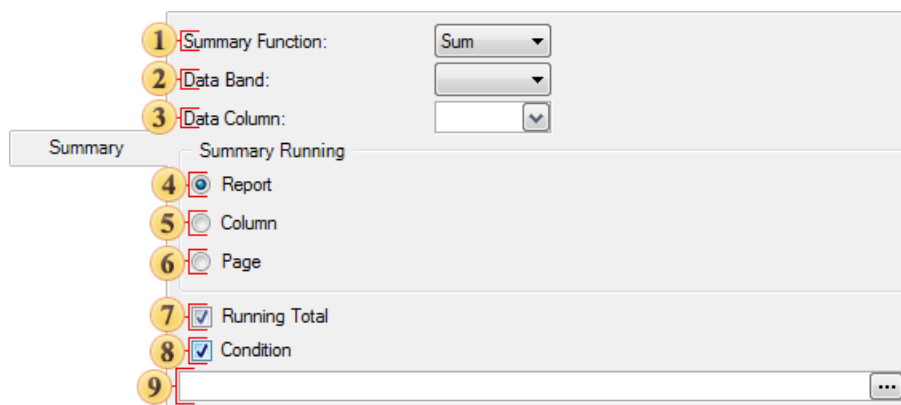 1 Summary Function: Sum
2 Data Band:
3 Data Column:
Summary
Summary Running
4 Report
5 Column
6 Page
7 Running Total
8 Condition
9 ...